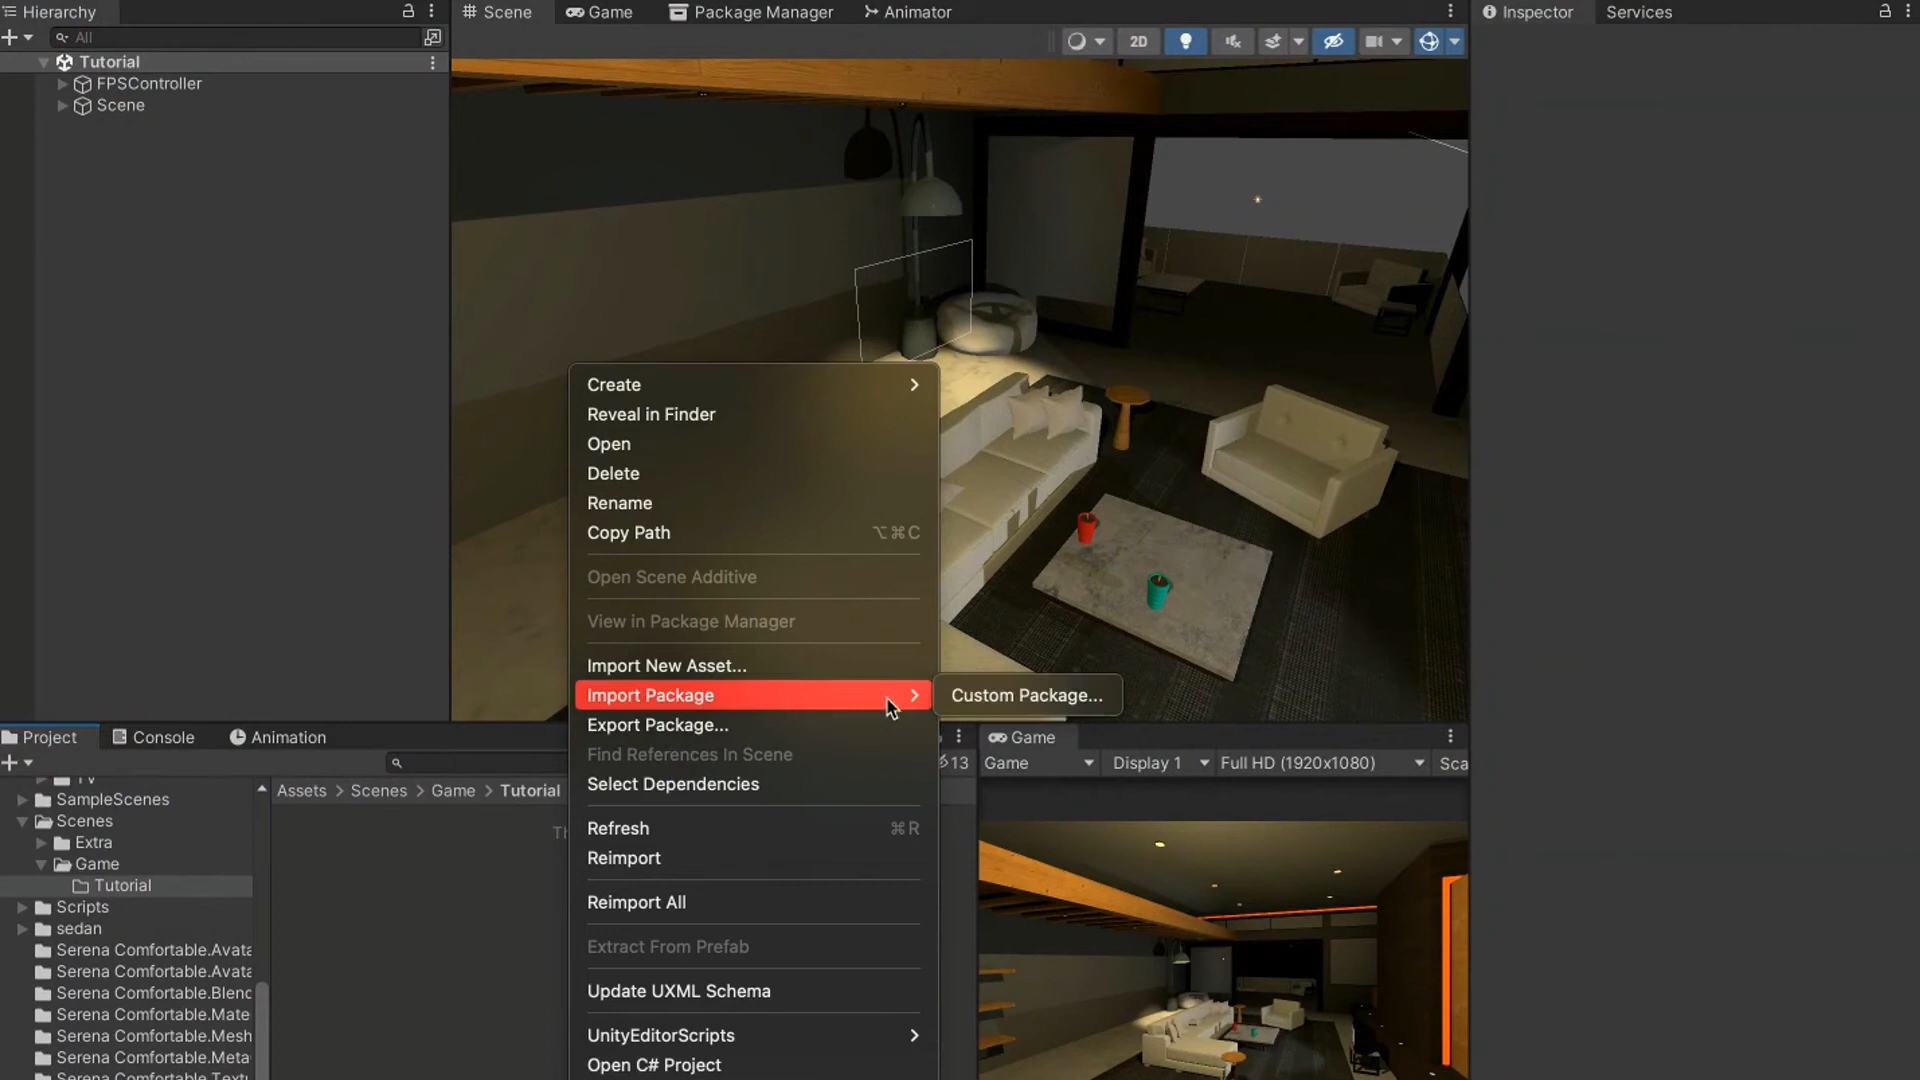 Hierarchy
All
Tutorial
FPSController
Scene
Scene
Game
Package Manager
Animator
2D
Inspector
Services
Create
Reveal in Finder
Open
Delete
Rename
Copy Path ⌥⌘C
Open Scene Additive
View in Package Manager
Import New Asset...
Import Package
Custom Package...
Export Package...
Find References In Scene
Select Dependencies
Refresh ⌘R
Reimport
Reimport All
Extract From Prefab
Update UXML Schema
UnityEditorScripts
Open C# Project
Project
Console
Animation
13
TV
SampleScenes
Scenes
Extra
Game
Tutorial
Scripts
sedan
Serena Comfortable.Avata
Serena Comfortable.Avata
Serena Comfortable.Blenc
Serena Comfortable.Mate
Serena Comfortable.Mesh
Serena Comfortable.Meta
Serena Comfortable.Textu
Assets > Scenes > Game > Tutorial
Th
Game
Game
Display 1
Full HD (1920x1080)
Sca